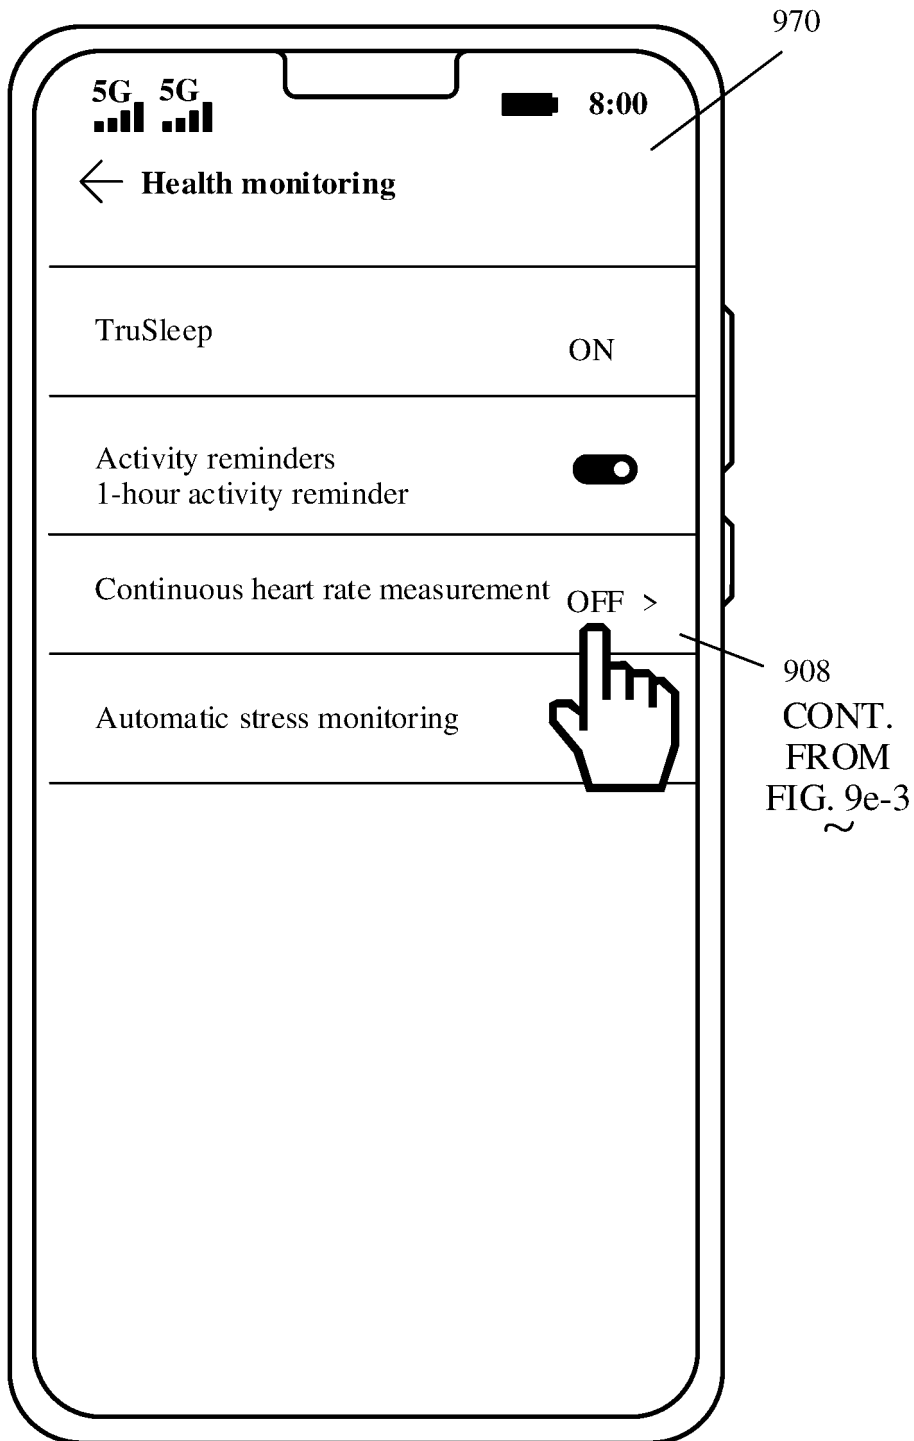 970
5G 5G
8:00
Health monitoring
TruSleep
ON
Activity reminders
1-hour activity reminder
Continuous heart rate measurement
OFF >
908
Automatic stress monitoring
CONT.
FROM
FIG. 9e-3